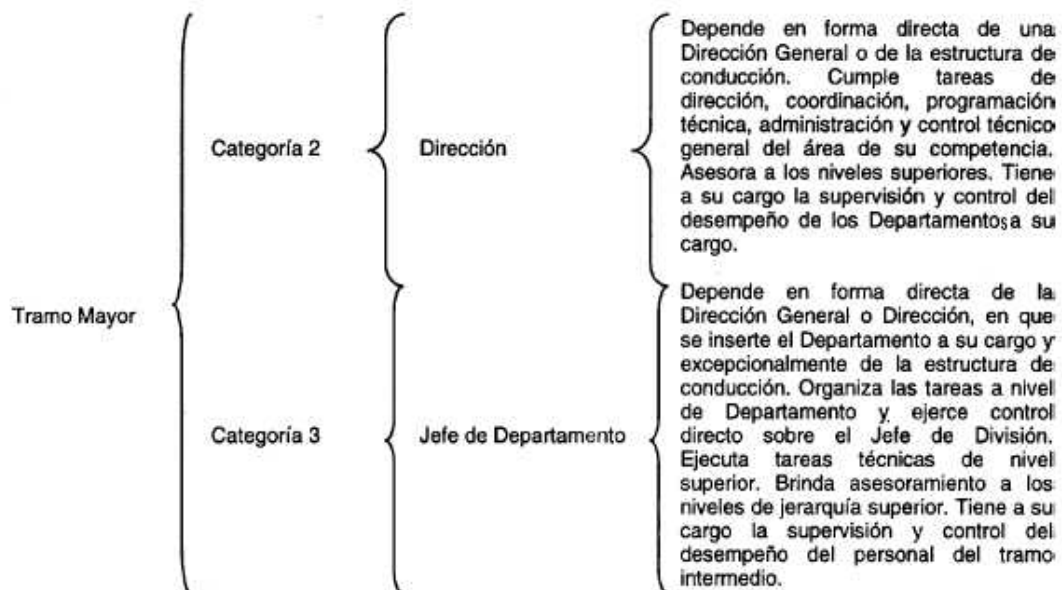 Depende en forma directa de una
Dirección General o de la estructura de
conducción. Cumple tareas de
dirección, coordinación, programación
técnica, administración y control técnico
general del área de su competencia.
Asesora a los niveles superiores. Tiene
a su cargo la supervisión y control del
desempeño de los Departamentos a su
cargo.
Categoría 2
Dirección
Tramo Mayor
Depende en forma directa de la
Dirección General o Dirección, en que
se inserte el Departamento a su cargo y
excepcionalmente de la estructura de
conducción. Organiza las tareas a nivel
de Departamento y ejerce control
directo sobre el Jefe de División.
Ejecuta tareas técnicas de nivel
superior. Brinda asesoramiento a los
niveles de jerarquía superior. Tiene a su
cargo la supervisión y control del
desempeño del personal del tramo
intermedio.
Categoría 3
Jefe de Departamento